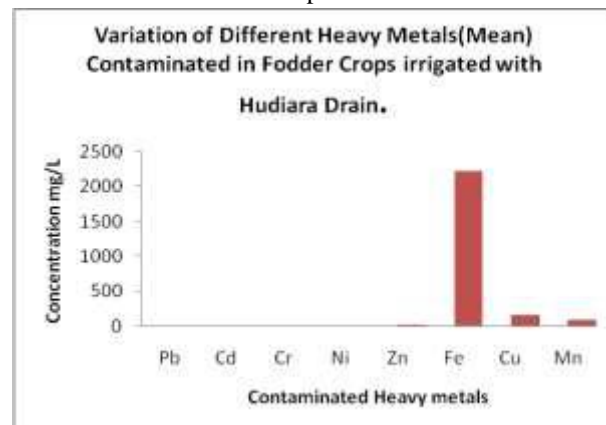 Variation of Different Heavy Metals(Mean)
Contaminated in Fodder Crops irrigated with
Hudiara Drain.
Concentration mg/L
2500
2000
1500
1000
500
0
Pb Cd Cr Ni Zn Fe Cu Mn
Contaminated Heavy metals